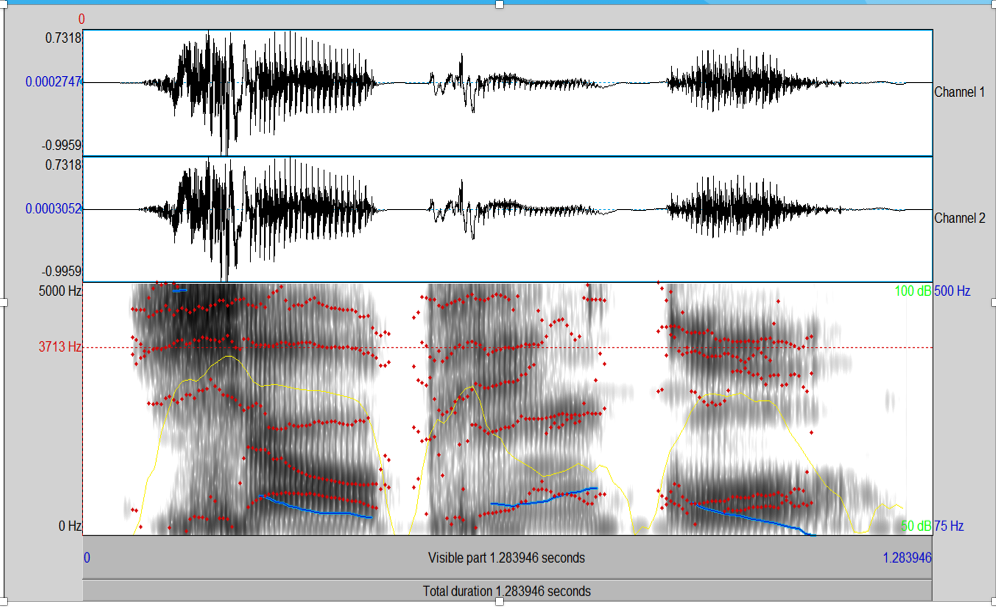 0
0.7318
0.0002747
-0.9959
Channel 1
0.7318
0.0003052
-0.9959
Channel 2
5000 Hz
100 dB 500 Hz
3713 Hz
0 Hz
50 dB 75 Hz
0 Visible part 1.283946 seconds 1.283946
Total duration 1.283946 seconds